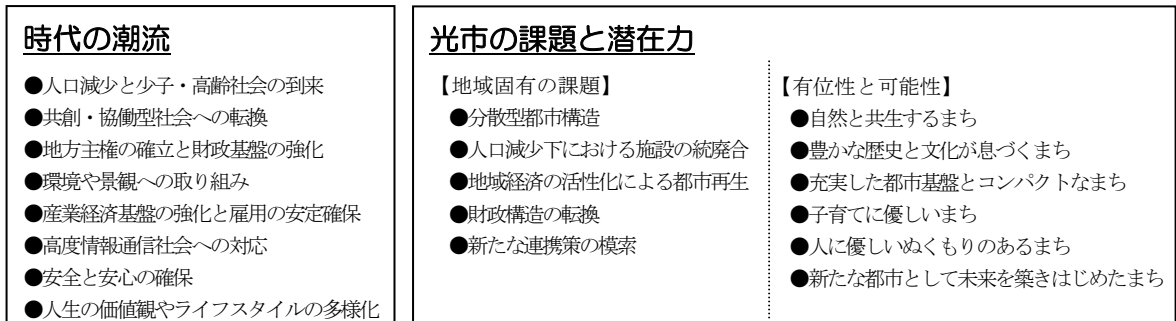 時代の潮流
●人口減少と少子・高齢社会の到来
●共創・協働型社会への転換
●地方主権の確立と財政基盤の強化
●環境や景観への取り組み
●産業経済基盤の強化と雇用の安定確保
●高度情報通信社会への対応
●安全と安心の確保
●人生の価値観やライフスタイルの多様化
光市の課題と潜在力
【地域固有の課題】
●分散型都市構造
●人口減少下における施設の統廃合
●地域経済の活性化による都市再生
●財政構造の転換
●新たな連携策の模索
【有位性と可能性】
●自然と共生するまち
●豊かな歴史と文化が息づくまち
●充実した都市基盤とコンパクトなまち
●子育てに優しいまち
●人に優しいぬくもりのあるまち
●新たな都市として未来を築きはじめたまち